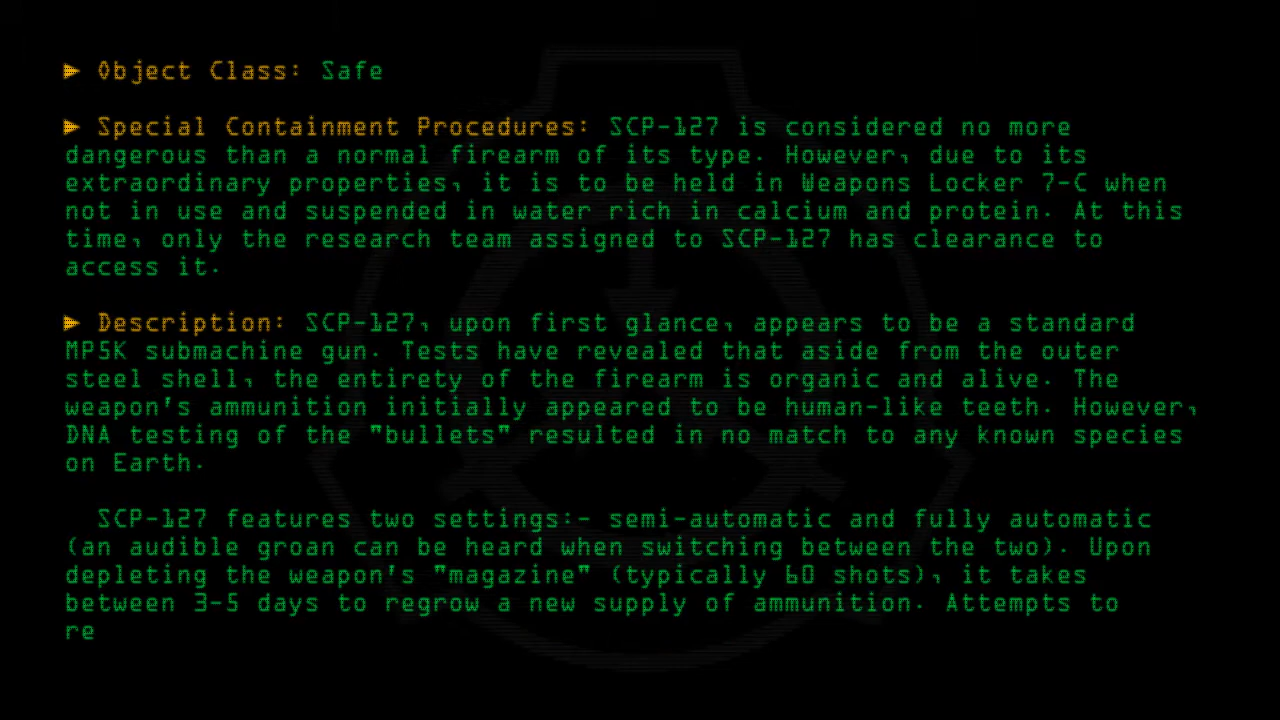 ► Object Class: Safe
► Special Containment Procedures: SCP-127 is considered no more
dangerous than a normal firearm of its type. However, due to its
extraordinary properties, it is to be held in Weapons Locker 7-C when
not in use and suspended in water rich in calcium and protein. At this
time, only the research team assigned to SCP-127 has clearance to
access it.
► Description: SCP-127, upon first glance, appears to be a standard
MP5K submachine gun. Tests have revealed that aside from the outer
steel shell, the entirety of the firearm is organic and alive. The
weapon's ammunition initially appeared to be human-like teeth. However,
DNA testing of the "bullets" resulted in no match to any known species
on Earth.
SCP-127 features two settings:- semi-automatic and fully automatic
(an audible groan can be heard when switching between the two). Upon
depleting the weapon's "magazine" (typically 60 shots), it takes
between 3-5 days to regrow a new supply of ammunition. Attempts to
re